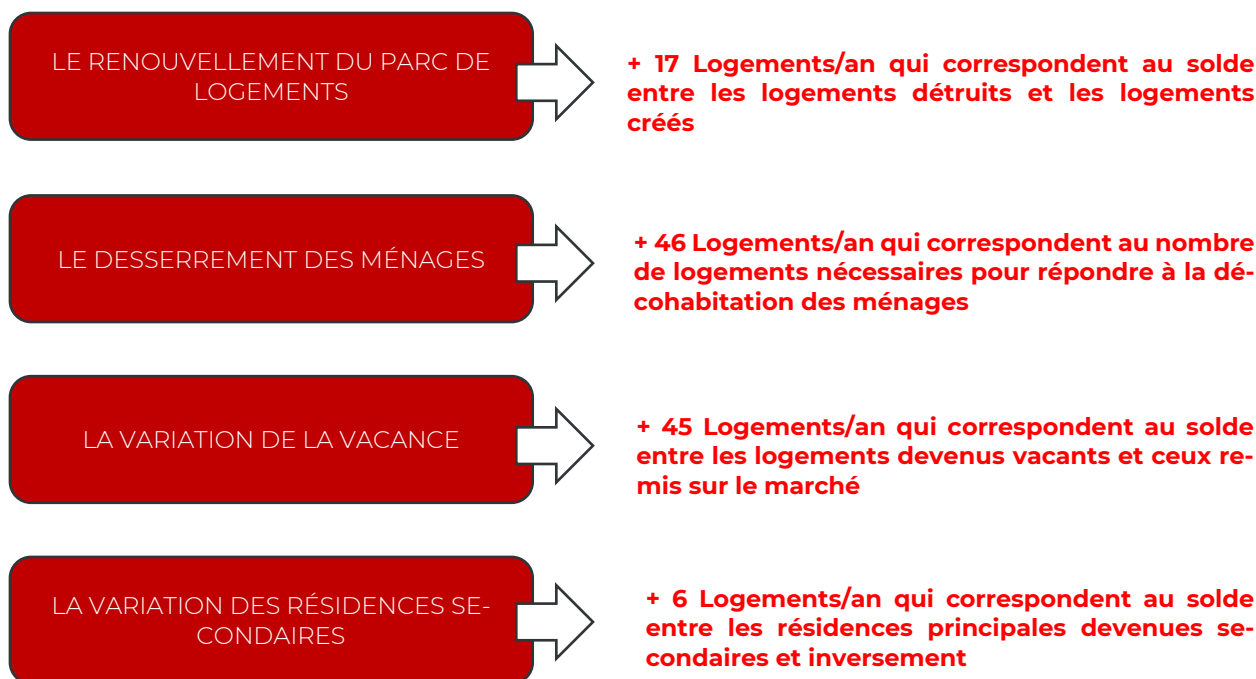 LE RENOUVELLEMENT DU PARC DE
LOGEMENTS
+ 17 Logements/an qui correspondent au solde
entre les logements détruits et les logements
créés
LE DESSERREMENT DES MÉNAGES
+ 46 Logements/an qui correspondent au nombre
de logements nécessaires pour répondre à la dé-
cohabitation des ménages
LA VARIATION DE LA VACANCE
+ 45 Logements/an qui correspondent au solde
entre les logements devenus vacants et ceux re-
mis sur le marché
LA VARIATION DES RÉSIDENCES SE-
CONDAIRES
+ 6 Logements/an qui correspondent au solde
entre les résidences principales devenues se-
condaires et inversement